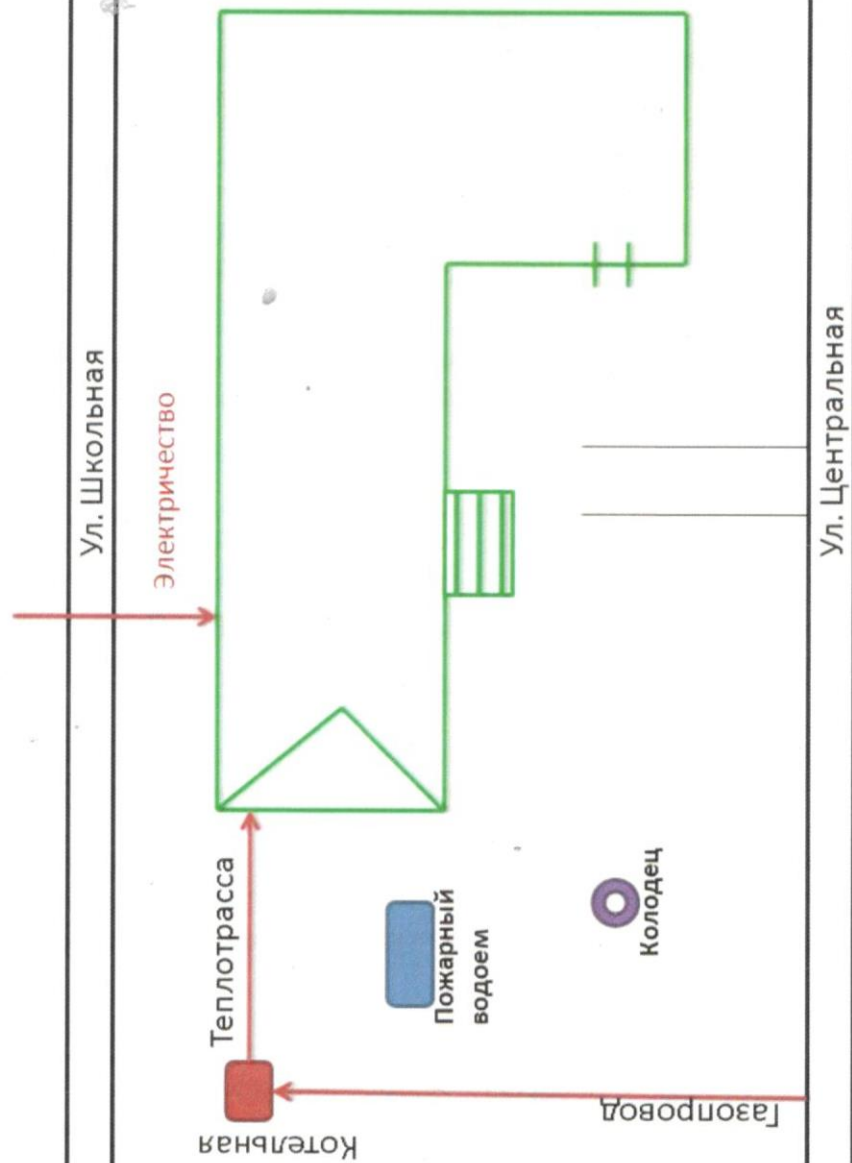 Ул. Школьная
Электричество
Теплотрасса
Котельная
Пожарный
водоем
Колодец
Газопровод
Ул. Центральная